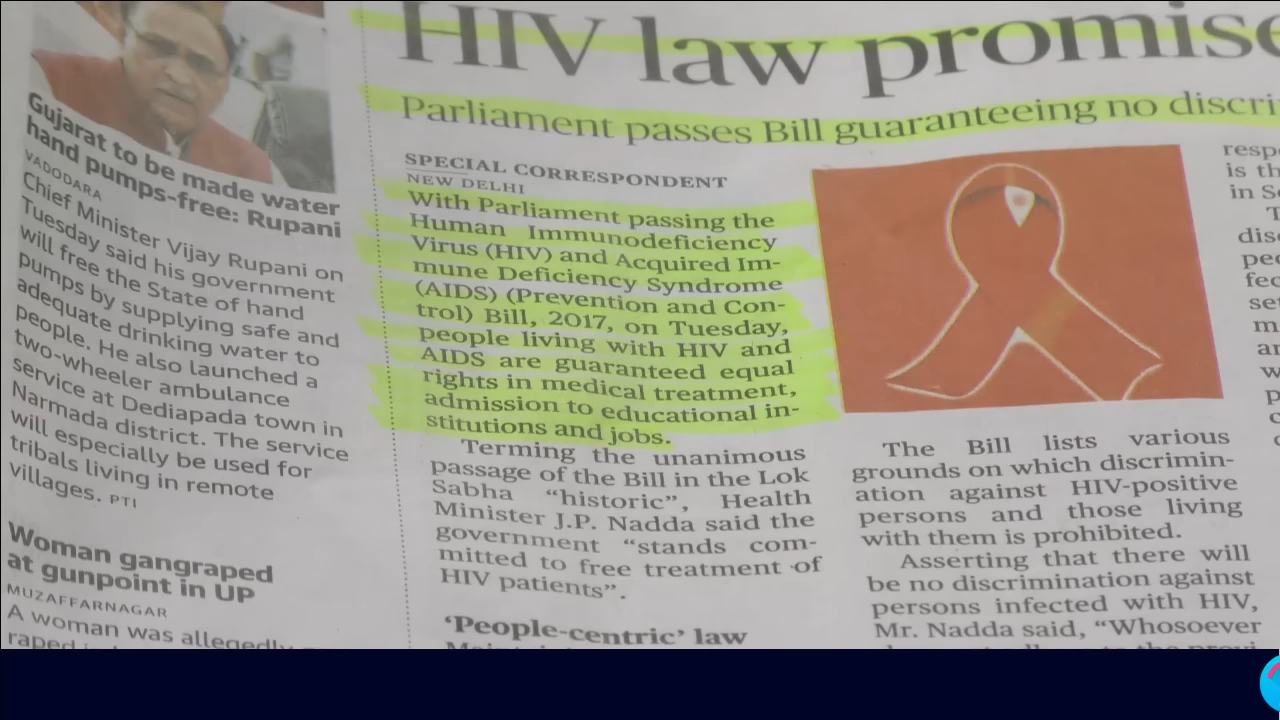 Gujarat to be made water
hand pumps-free: Rupani
VADODARA
Chief Minister Vijay Rupani on
Tuesday said his government
will free the State of hand
pumps by supplying safe and
adequate drinking water to
people. He also launched a
two-wheeler ambulance
service at Dediapada town in
Narmada district. The service
will especially be used for
tribals living in remote
villages. PTI
Woman gangraped
at gunpoint in UP
MUZAFFARNAGAR
A woman was allegedly
HIV law promise
Parliament passes Bill guaranteeing no discri
SPECIAL CORRESPONDENT
NEW DELHI
With Parliament passing the
Human Immunodeficiency
Virus (HIV) and Acquired Im-
mune Deficiency Syndrome
(AIDS) (Prevention and Con-
trol) Bill, 2017, on Tuesday,
people living with HIV and
AIDS are guaranteed equal
rights in medical treatment,
admission to educational in-
stitutions and jobs.
Terming the unanimous
passage of the Bill in the Lok
Sabha “historic”, Health
Minister J.P. Nadda said the
government “stands com-
mitted to free treatment of
HIV patients”.
‘People-centric’ law
The Bill lists various
grounds on which discrimin-
ation against HIV-positive
persons and those living
with them is prohibited.
Asserting that there will
be no discrimination against
persons infected with HIV,
Mr. Nadda said, “Whosoever
resp
is th
in S